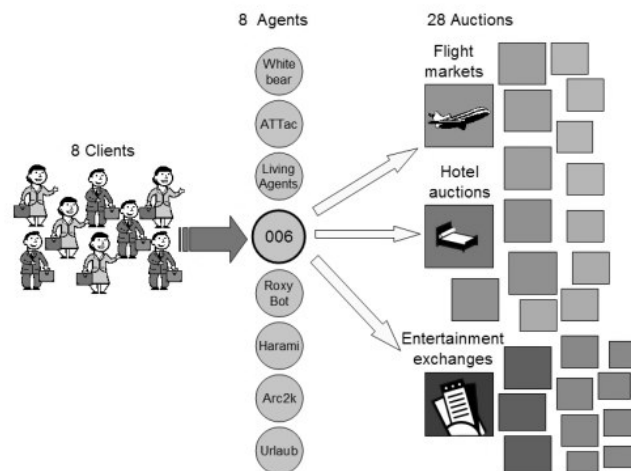 8 Agents
28 Auctions
8 Clients
White
bear
ATTac
Living
Agents
006
Roxy
Bot
Harami
Arc2k
Urlaub
Flight
markets
Hotel
auctions
Entertainment
exchanges